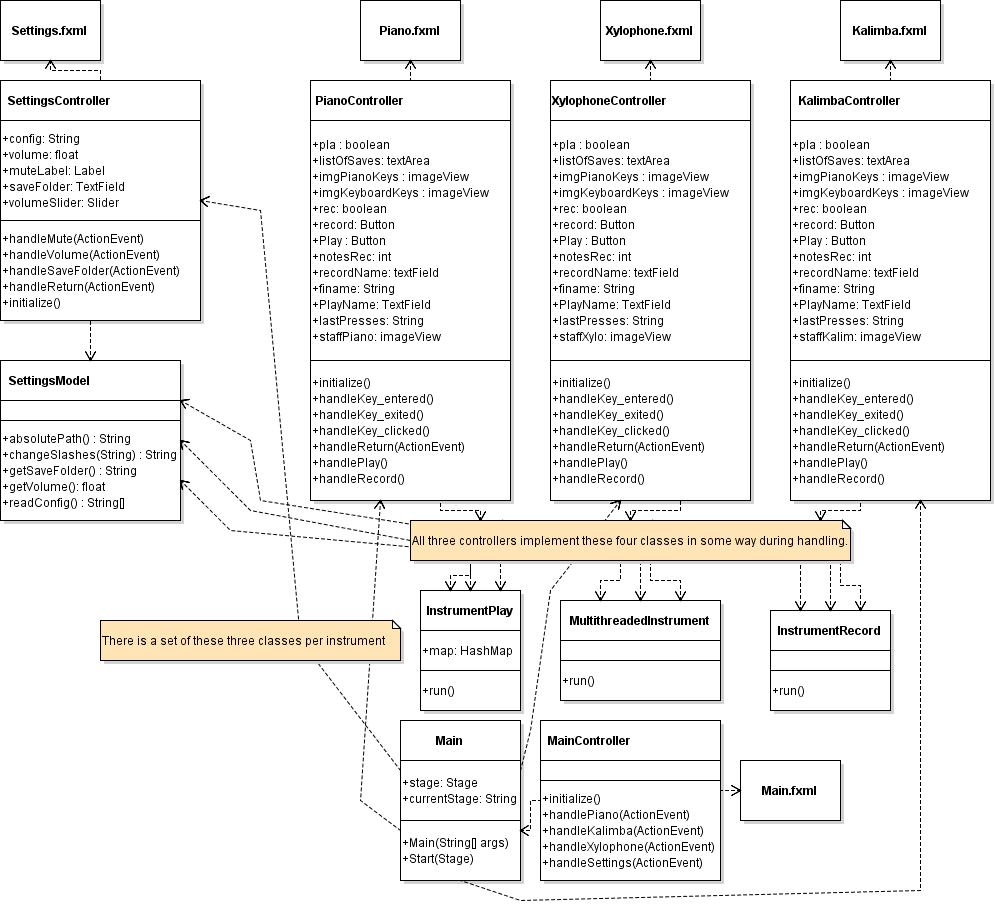 Settings.fxml
Piano.fxml
Xylophone.fxml
Kalimba.fxml
SettingsController
+config: String
+volume: float
+muteLabel: Label
+saveFolder: TextField
+volumeSlider: Slider
+handleMute(ActionEvent)
+handleVolume(ActionEvent)
+handleSaveFolder(ActionEvent)
+handleReturn(ActionEvent)
+initialize()
PianoController
+pla : boolean
+listOfSaves: textArea
+imgPianoKeys : imageView
+imgKeyboardKeys : imageView
+rec: boolean
+record: Button
+Play : Button
+notesRec: int
+recordName: textField
+finame: String
+PlayName: TextField
+lastPresses: String
+staffPiano: imageView
+initialize()
+handleKey_entered()
+handleKey_exited()
+handleKey_clicked()
+handleReturn(ActionEvent)
+handlePlay()
+handleRecord()
XylophoneController
+pla : boolean
+listOfSaves: textArea
+imgPianoKeys : imageView
+imgKeyboardKeys : imageView
+rec: boolean
+record: Button
+Play : Button
+notesRec: int
+recordName: textField
+finame: String
+PlayName: TextField
+lastPresses: String
+staffXylo: imageView
+initialize()
+handleKey_entered()
+handleKey_exited()
+handleKey_clicked()
+handleReturn(ActionEvent)
+handlePlay()
+handleRecord()
KalimbaController
+pla : boolean
+listOfSaves: textArea
+imgPianoKeys : imageView
+imgKeyboardKeys : imageView
+rec: boolean
+record: Button
+Play : Button
+notesRec: int
+recordName: textField
+finame: String
+PlayName: TextField
+lastPresses: String
+staffKalim: imageView
+initialize()
+handleKey_entered()
+handleKey_exited()
+handleKey_clicked()
+handleReturn(ActionEvent)
+handlePlay()
+handleRecord()
SettingsModel
+absolutePath() : String
+changeSlashes(String) : String
+getSaveFolder() : String
+getVolume(): float
+readConfig() : String[]
All three controllers implement these four classes in some way during handling.
There is a set of these three classes per instrument
InstrumentPlay
+map: HashMap
+run()
MultithreadedInstrument
+run()
InstrumentRecord
+run()
Main
+stage: Stage
+currentStage: String
+Main(String[] args)
+Start(Stage)
MainController
+initialize()
+handlePiano(ActionEvent)
+handleKalimba(ActionEvent)
+handleXylophone(ActionEvent)
+handleSettings(ActionEvent)
Main.fxml